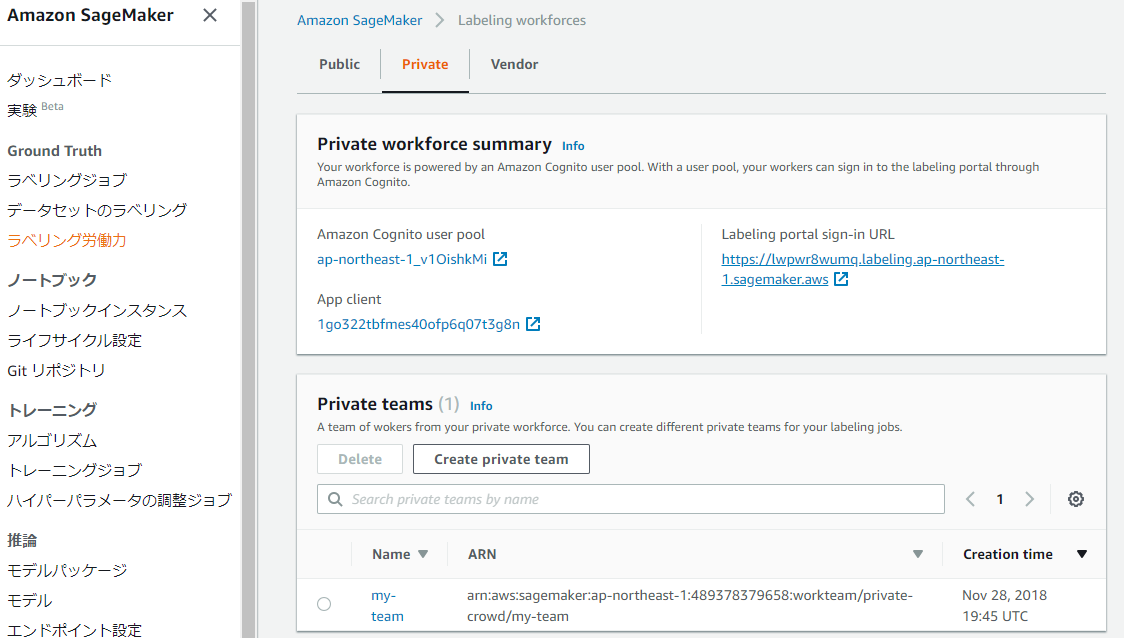 Amazon SageMaker
ダッシュボード
実験 Beta
Ground Truth
ラベリングジョブ
データセットのラベリング
ラベリング労働力
ノートブック
ノートブックインスタンス
ライフサイクル設定
Git リポジトリ
トレーニング
アルゴリズム
トレーニングジョブ
ハイパーパラメータの調整ジョブ
推論
モデルパッケージ
モデル
エンドポイント設定
Amazon SageMaker > Labeling workforces
Public Private Vendor
Private workforce summary Info
Your workforce is powered by an Amazon Cognito user pool. With a user pool, your workers can sign in to the labeling portal through
Amazon Cognito.
Amazon Cognito user pool
ap-northeast-1_v1OishkMi
App client
1go322tbfmes40ofp6q07t3g8n
Labeling portal sign-in URL
https://lwpwr8wumq.labeling.ap-northeast-
1.sagemaker.aws
Private teams (1) Info
A team of wokers from your private workforce. You can create different private teams for your labeling jobs.
Delete Create private team
Search private teams by name
1
Name ARN Creation time
my-
team
arn:aws:sagemaker:ap-northeast-1:489378379658:workteam/private-
crowd/my-team
Nov 28, 2018
19:45 UTC